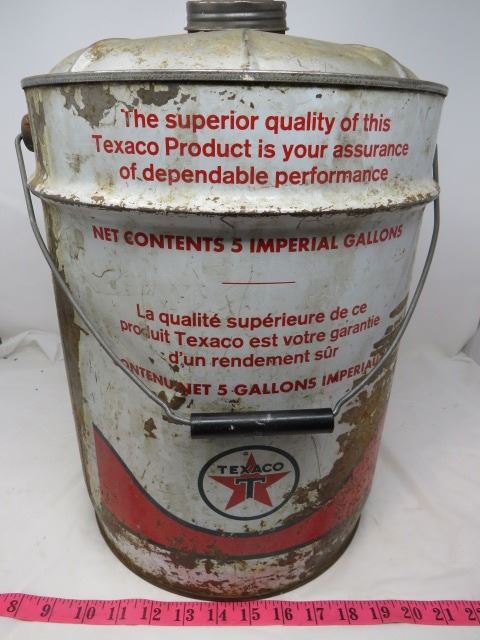 The superior quality of this
Texaco Product is your assurance
of dependable performance
NET CONTENTS 5 IMPERIAL GALLONS
La qualité supérieure de ce
produit Texaco est votre garantie
d'un rendement sûr
ONTENU NET 5 GALLONS IMPERIAU
TEXACO
T
8 9 10 11 12 13 14 15 16 17 18 19 20 21